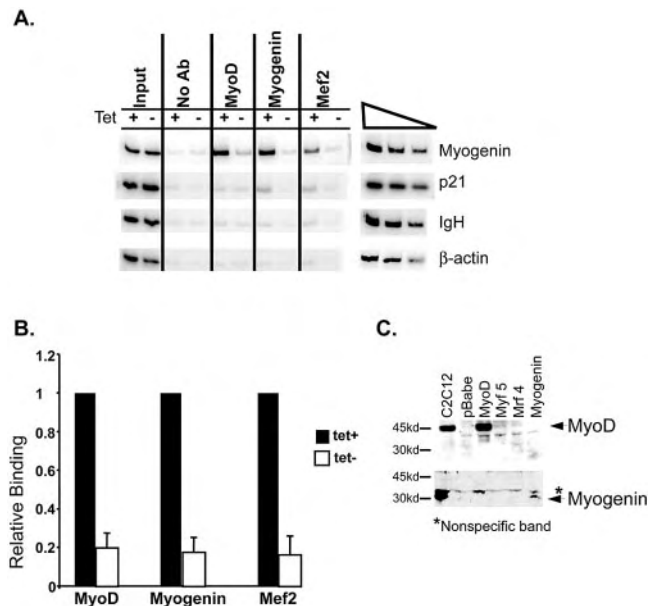 A.
Input
No Ab
MyoD
Myogenin
Mef2
Tet + - + - + - + - + -
Myogenin
p21
IgH
β-actin
B.
Relative Binding
1.2
1
0.8
0.6
0.4
0.2
0
MyoD Myogenin Mef2
tet+
tet-
C.
C2C12
pBabe
MyoD
Myf 5
Mrf 4
Myogenin
45kd
MyoD
30kd
45kd
*
30kd
Myogenin
*Nonspecific band